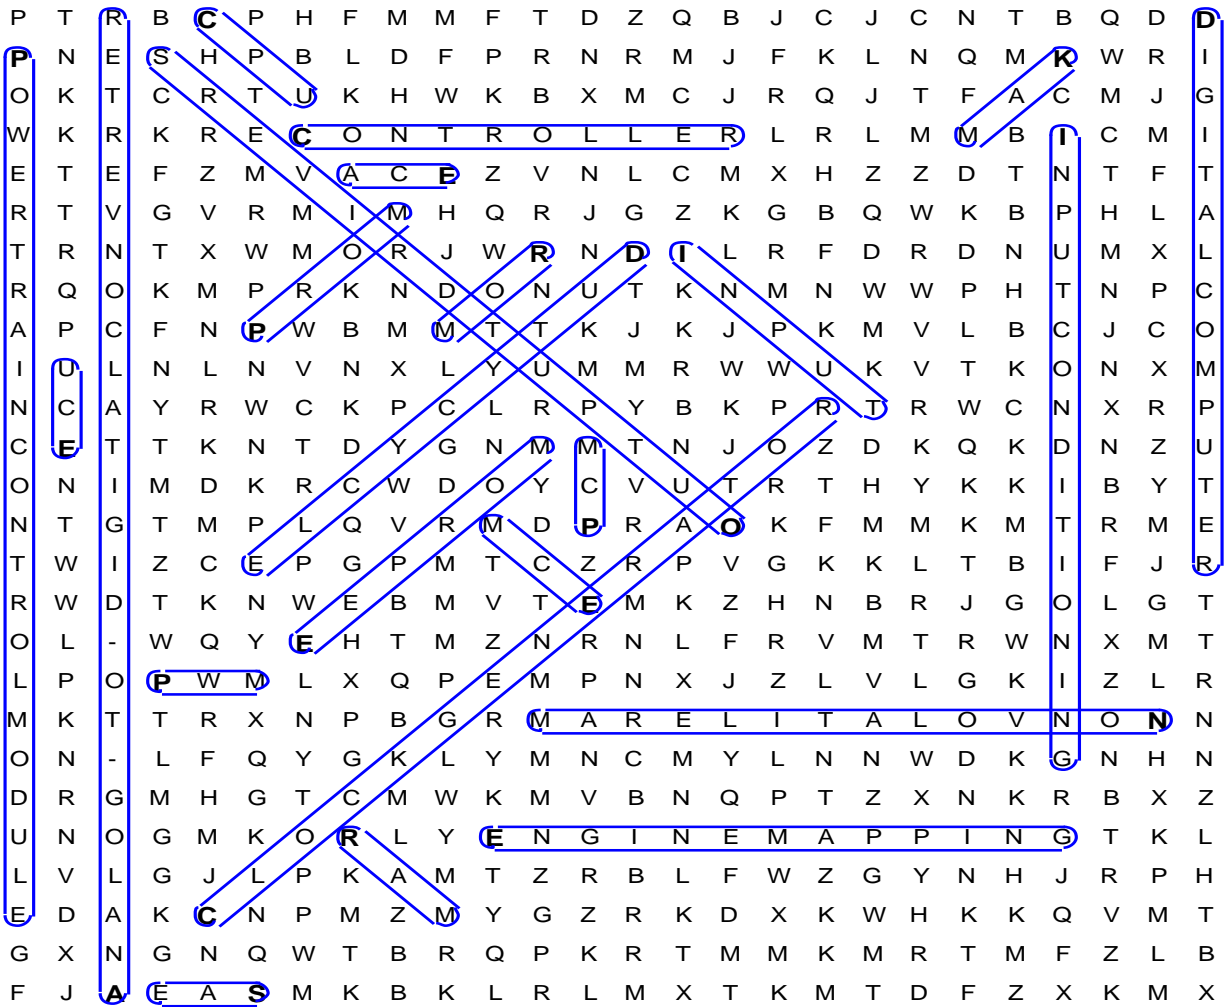 P T R B C P H F M M F T D Z Q B J C J C N T B Q D D
P N E S H P B L D F P R N R M J F K L N Q M K W R I
O K T C R T U K H W K B X M C J R Q J T F A C M J G
W K R K R E C O N T R O L L E R L R L M M B I C M I
E T E F Z M V A C E Z V N L C M X H Z Z D T N T F T
R T V G V R M I M H Q R J G Z K G B Q W K B P H L A
T R N T X W M O R J W R N D I L R F D R D N U M X L
R Q O K M P R K N D O N U T K N M N W W P H T N P C
A P C F N P W B M M T T K J K J P K M V L B C J C O
I U L N L N V N X L Y U M M R W W U K V T K O N X M
N C A Y R W C K P C L R P Y B K P R T R W C N X R P
C E T T K N T D Y G N M M T N J O Z D K Q K D N Z U
O N I M D K R C W D O Y C V U T R T H Y K K I B Y T
N T G T M P L Q V R M D P R A O K F M M K M T R M E
T W I Z C E P G P M T C Z R P V G K K L T B I F J R
R W D T K N W E B M V T E M K Z H N B R J G O L G T
O L - W Q Y E H T M Z N R N L F R V M T R W N X M T
L P O P W M L X Q P E M P N X J Z L V L G K I Z L R
M K T T R X N P B G R M A R E L I T A L O V N O N N
O N - L F Q Y G K L Y M N C M Y L N N W D K G N H N
D R G M H G T C M W K M V B N Q P T Z X N K R B X Z
U N O G M K O R L Y E N G I N E M A P P I N G T K L
L V L G J L P K A M T Z R B L F W Z G Y N H J R P H
E D A K C N P M Z M Y G Z R K D X K W H K K Q V M T
G X N G N Q W T B R Q P K R T M M K M R T M F Z L B
F J A E A S M K B K L R L M X T K M T D F Z X K M X